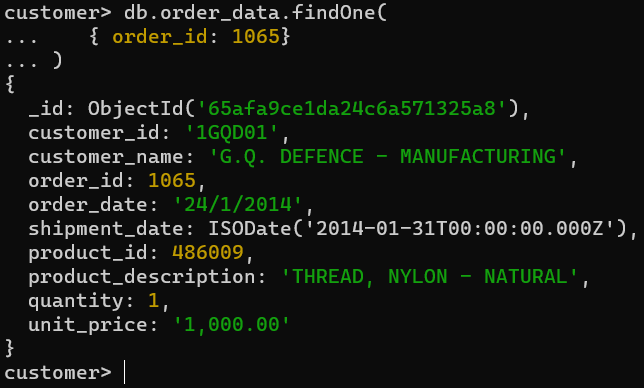 customer> db.order_data.findOne(
...    { order_id: 1065}
... )
{
  _id: ObjectId('65afa9ce1da24c6a571325a8'),
  customer_id: '1GQD01',
  customer_name: 'G.Q. DEFENCE - MANUFACTURING',
  order_id: 1065,
  order_date: '24/1/2014',
  shipment_date: ISODate('2014-01-31T00:00:00.000Z'),
  product_id: 486009,
  product_description: 'THREAD, NYLON - NATURAL',
  quantity: 1,
  unit_price: '1,000.00'
}
customer>